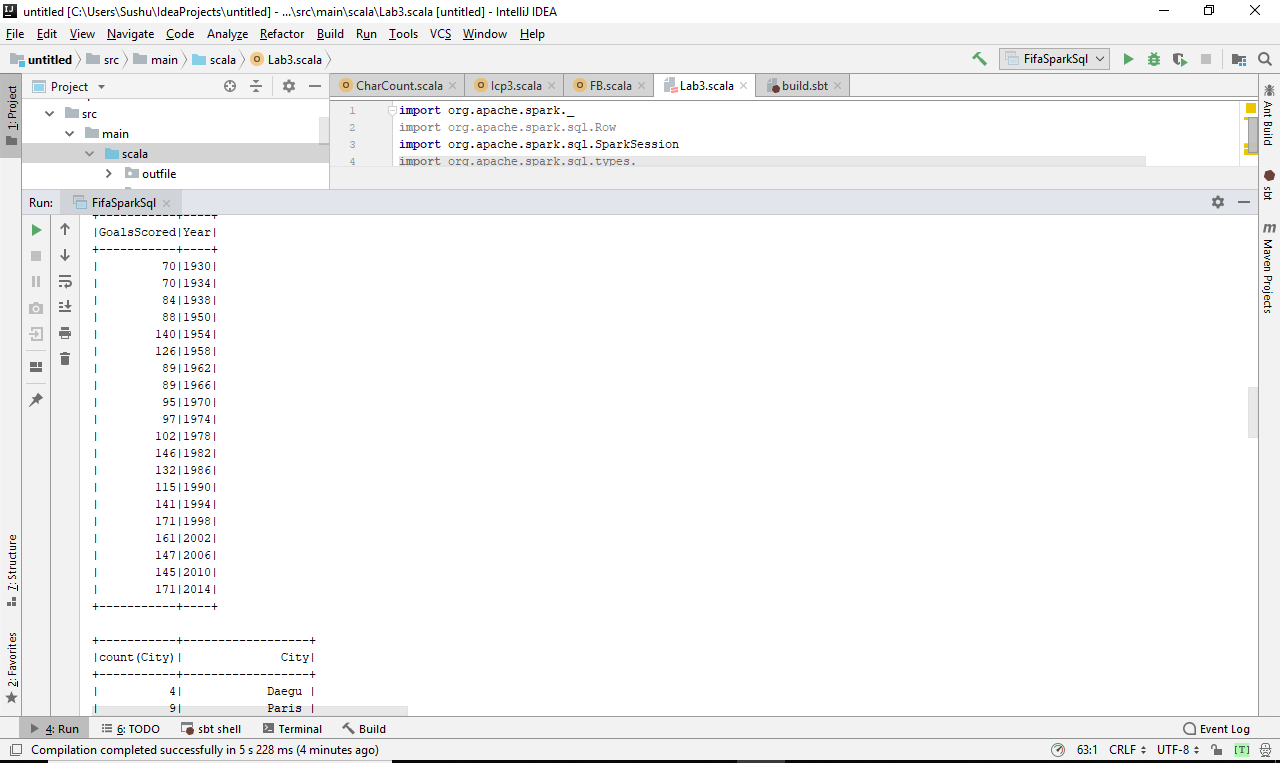 untitled [C:\Users\Sushu\IdeaProjects\untitled] - ...\src\main\scala\Lab3.scala [untitled] - IntelliJ IDEA
File Edit View Navigate Code Analyze Refactor Build Run Tools VCS Window Help
untitled src main scala Lab3.scala FifaSparkSql
Project CharCount.scala lcp3.scala FB.scala Lab3.scala build.sbt
1: Project
Ant Build
sbt
Maven Projects
src
main
scala
outfile
1 import org.apache.spark._
2 import org.apache.spark.sql.Row
3 import org.apache.spark.sql.SparkSession
4 import org.apache.spark.sql.types.
Run: FifaSparkSql
+-----------+----+
|GoalsScored|Year|
+-----------+----+
|         70|1930|
|         70|1934|
|         84|1938|
|         88|1950|
|        140|1954|
|        126|1958|
|         89|1962|
|         89|1966|
|         95|1970|
|         97|1974|
|        102|1978|
|        146|1982|
|        132|1986|
|        115|1990|
|        141|1994|
|        171|1998|
|        161|2002|
|        147|2006|
|        145|2010|
|        171|2014|
+-----------+----+
+-----------+------------------+
|count(City)|              City|
+-----------+------------------+
|          4|            Daegu |
|          9|            Paris |
7: Structure
2: Favorites
4: Run 6: TODO sbt shell Terminal Build Event Log
Compilation completed successfully in 5 s 228 ms (4 minutes ago) 63:1 CRLF UTF-8 [T]